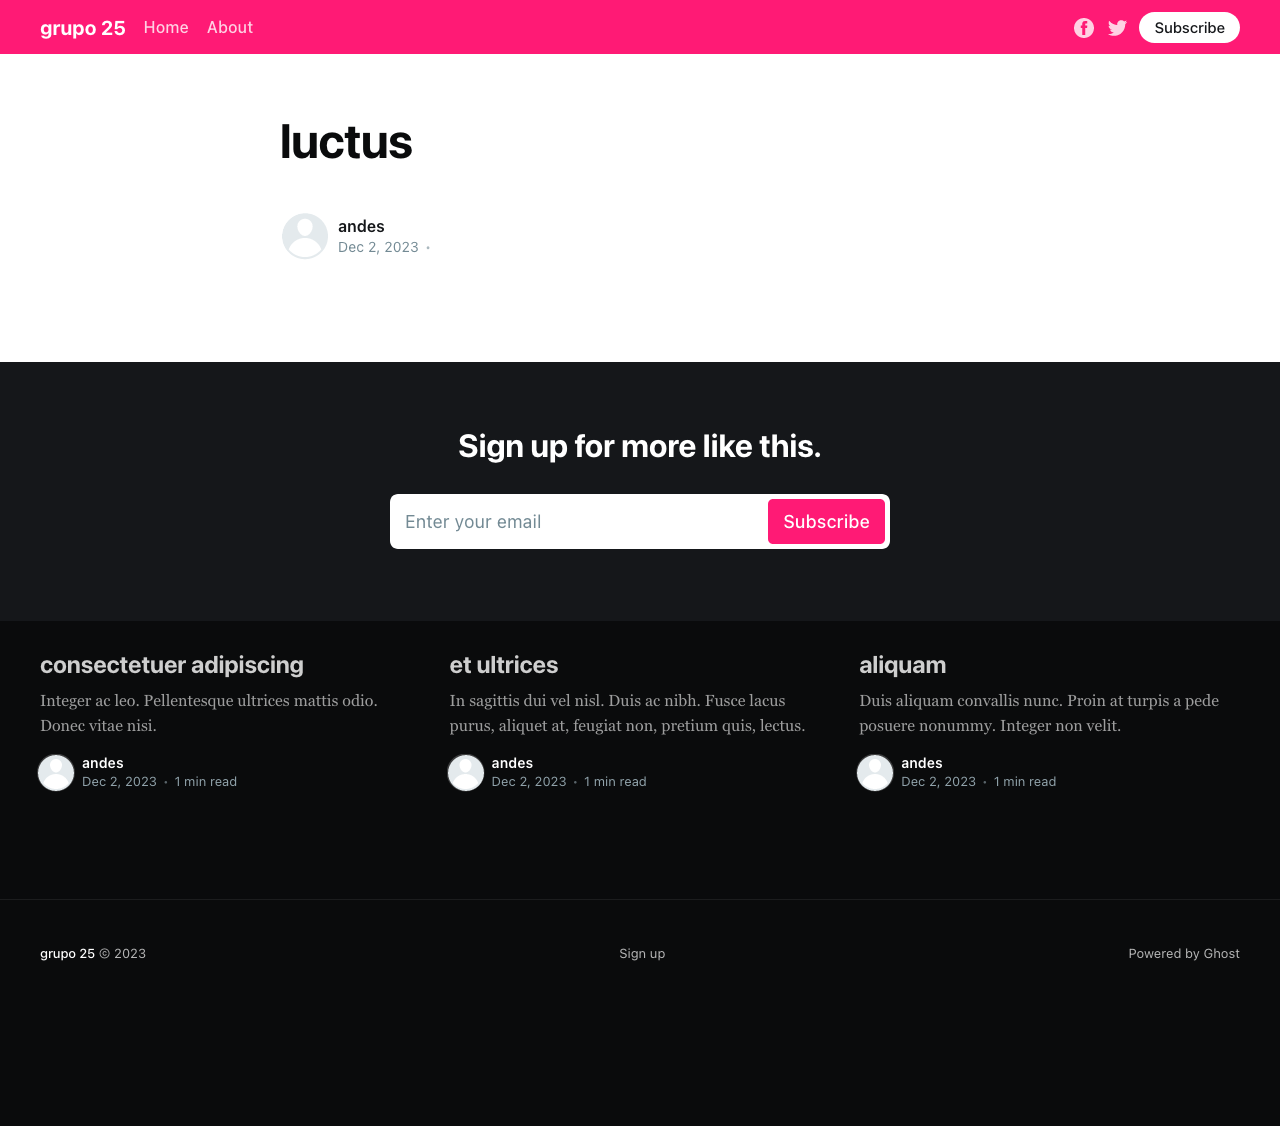 grupo 25 Home About Subscribe
luctus
andes
Dec 2, 2023 •
Sign up for more like this.
Enter your email Subscribe
consectetuer adipiscing
Integer ac leo. Pellentesque ultrices mattis odio.
Donec vitae nisi.
andes
Dec 2, 2023 • 1 min read
et ultrices
In sagittis dui vel nisl. Duis ac nibh. Fusce lacus
purus, aliquet at, feugiat non, pretium quis, lectus.
andes
Dec 2, 2023 • 1 min read
aliquam
Duis aliquam convallis nunc. Proin at turpis a pede
posuere nonummy. Integer non velit.
andes
Dec 2, 2023 • 1 min read
grupo 25 © 2023 Sign up Powered by Ghost